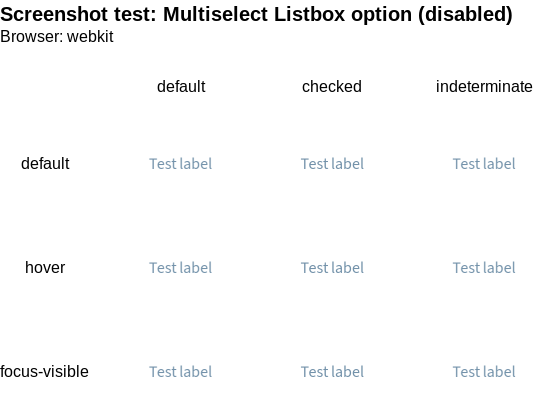 Screenshot test: Multiselect Listbox option (disabled)
Browser: webkit
default checked indeterminate
default Test label Test label Test label
hover Test label Test label Test label
focus-visible Test label Test label Test label